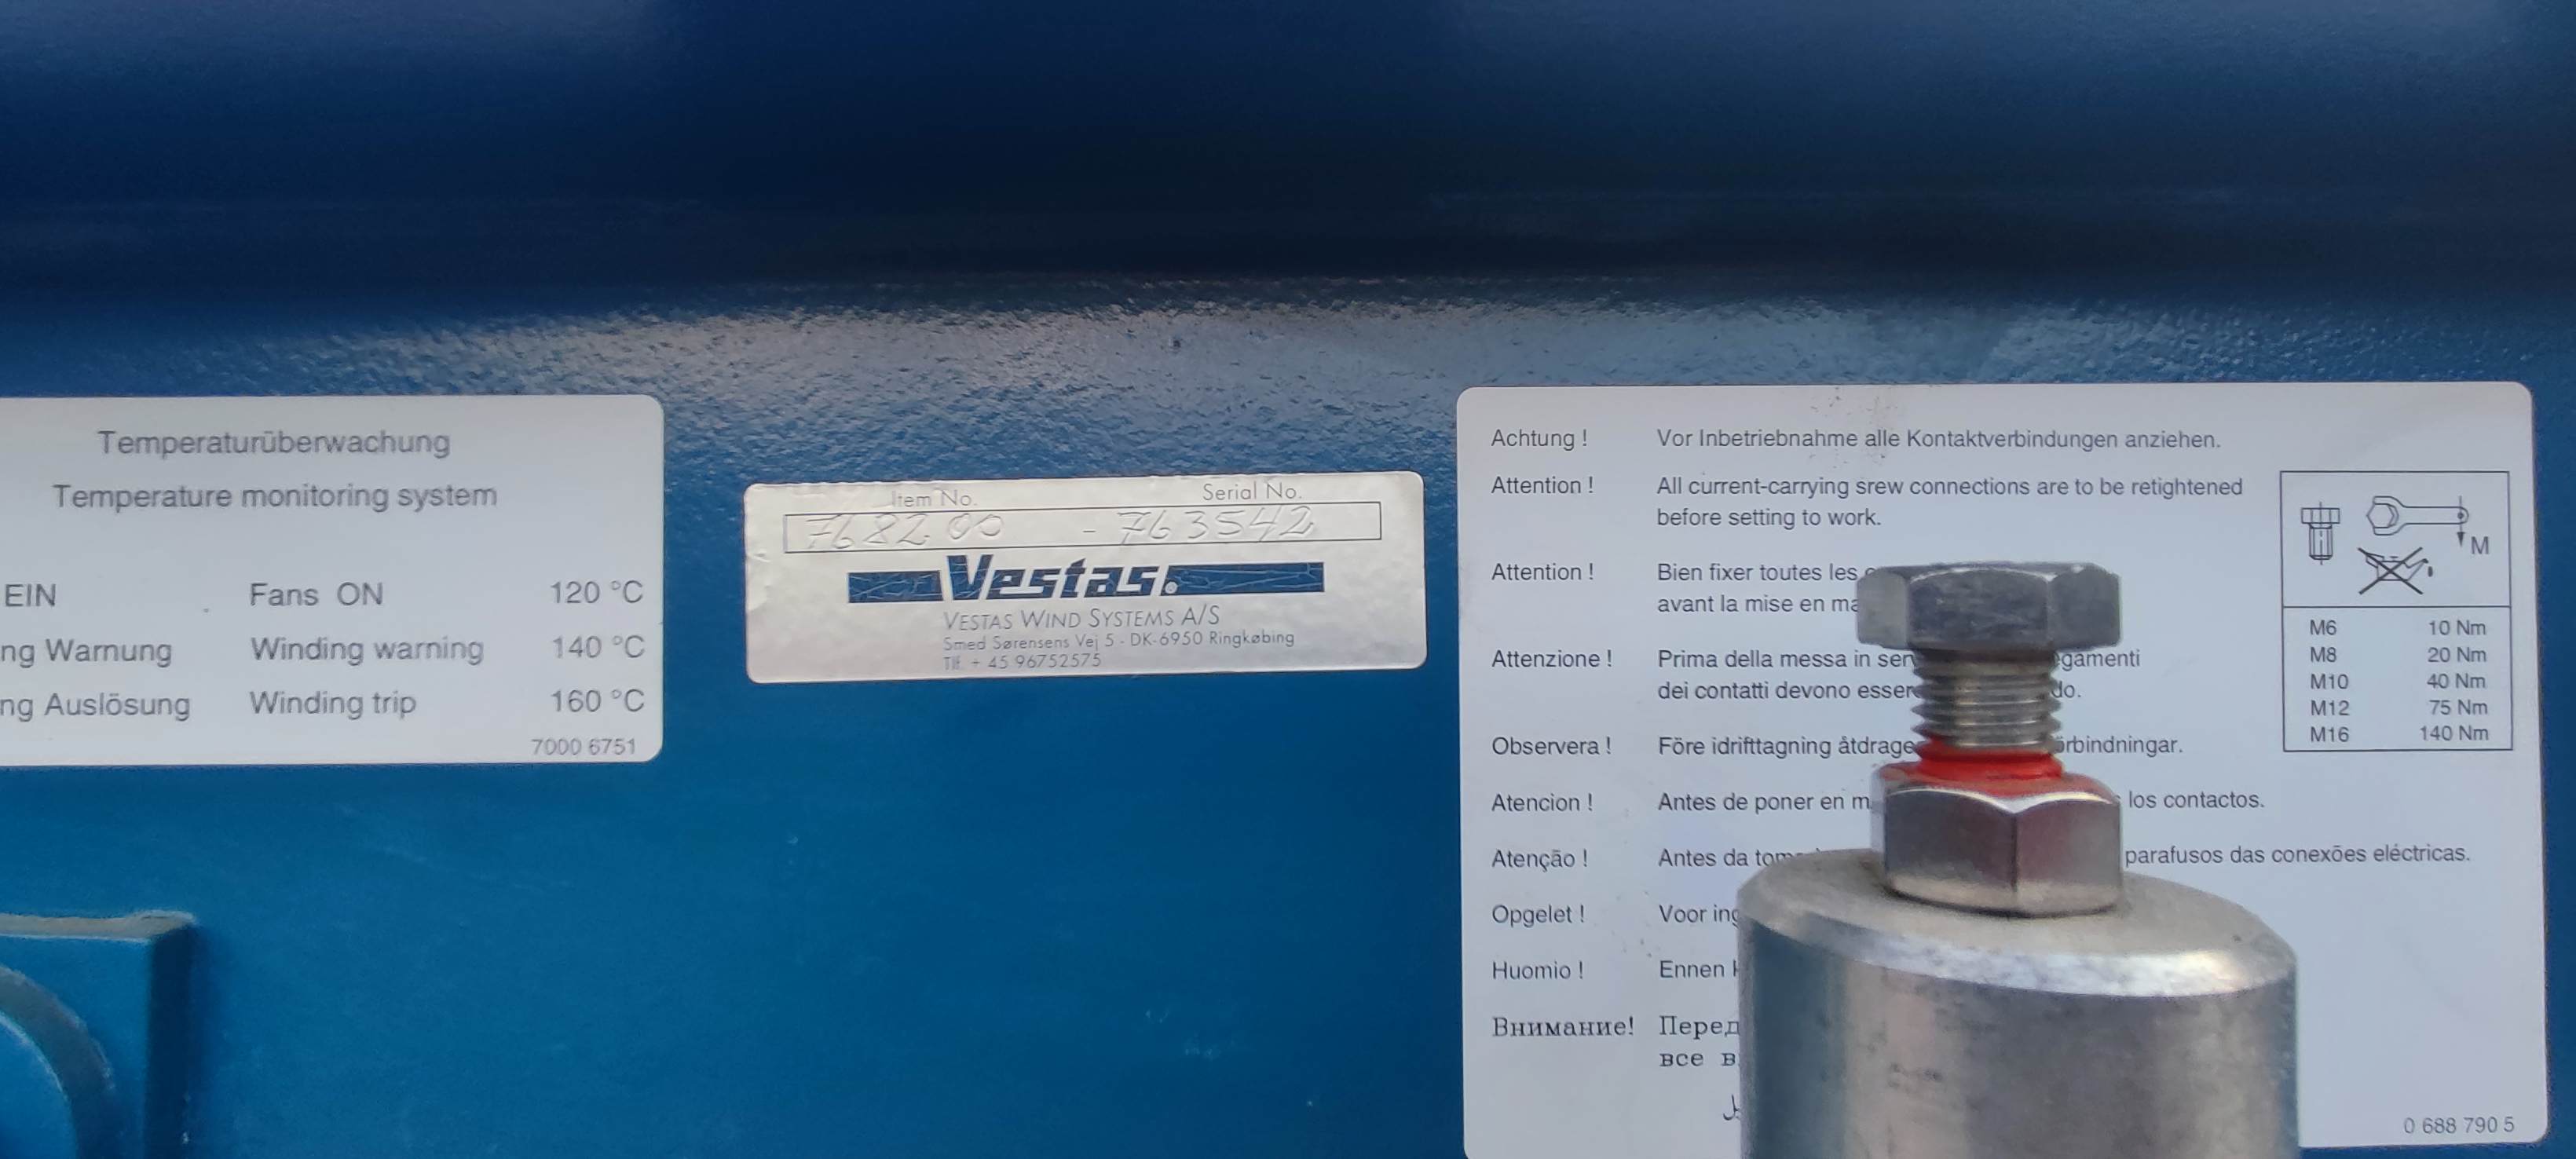 Temperaturüberwachung
Temperature monitoring system
EIN Fans ON 120 °C
ng Warnung Winding warning 140 °C
ng Auslösung Winding trip 160 °C
7000 6751
Item No. Serial No.
768200 - 763542
Vestas.
VESTAS WIND SYSTEMS A/S
Smed Sørensens Vej 5 - DK-6950 Ringkøbing
Tlf. + 45 96752575
Achtung ! Vor Inbetriebnahme alle Kontaktverbindungen anziehen.
Attention ! All current-carrying srew connections are to be retightened
before setting to work.
Attention ! Bien fixer toutes les
avant la mise en ma
Attenzione ! Prima della messa in ser gamenti
dei contatti devono esser do.
Observera ! Före idrifttagning åtdrage örbindningar.
Atencion ! Antes de poner en m los contactos.
Atenção ! Antes da tom parafusos das conexões eléctricas.
Opgelet ! Voor ing
Huomio ! Ennen
Внимание! Перед
все в
M
M6 10 Nm
M8 20 Nm
M10 40 Nm
M12 75 Nm
M16 140 Nm
0 688 790 5